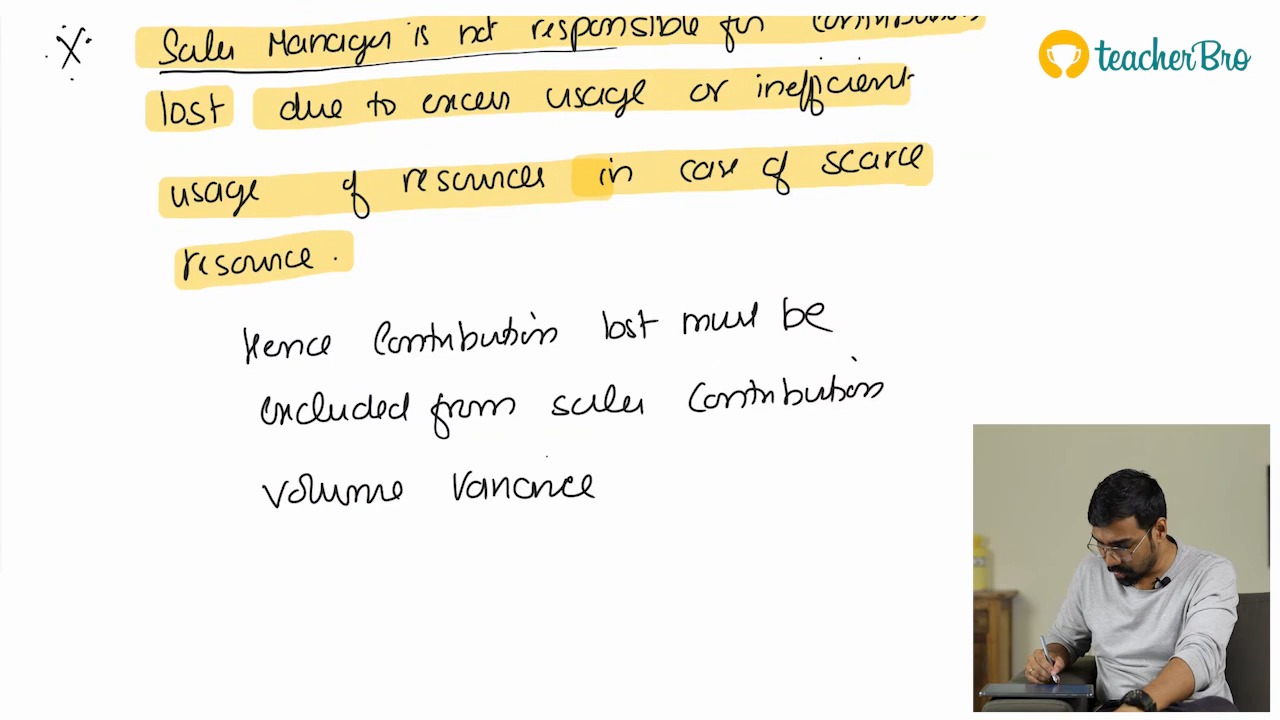 Sales Manager is not responsible for contribution
teacherBro
lost due to excess usage or inefficient
usage of resources in case of scarce
resource.
Hence Contribution lost must be
excluded from sales contribution
volume variance